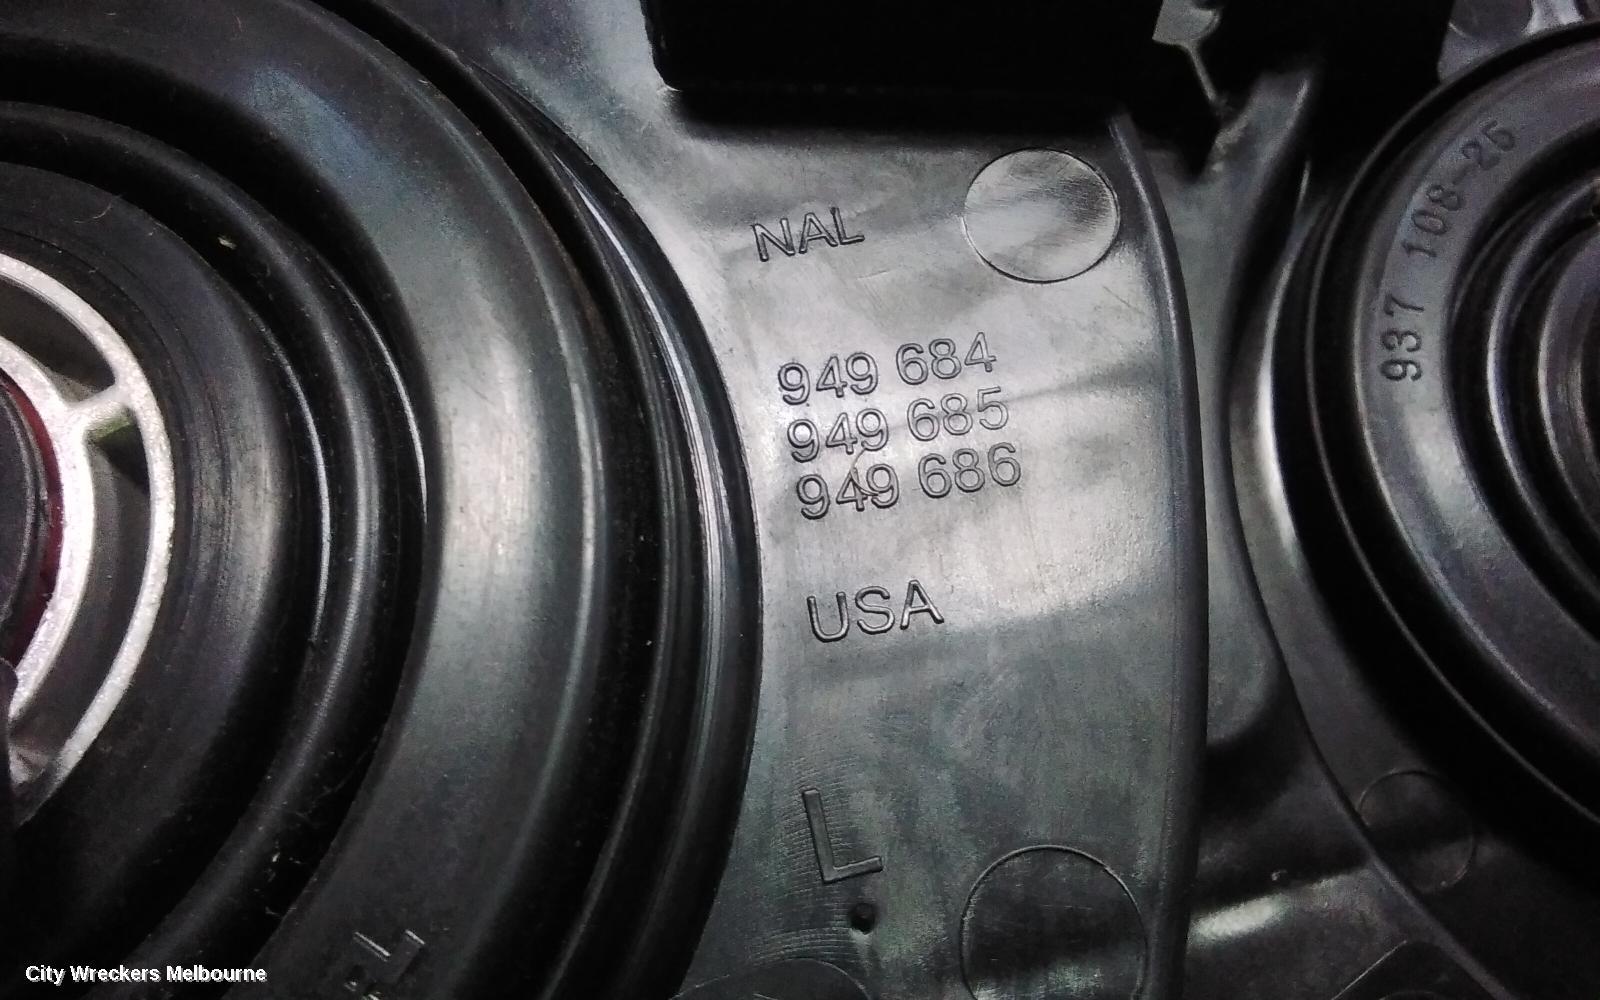 NAL
949 684
949 685
949 686
USA
L
937 108-25
City Wreckers Melbourne